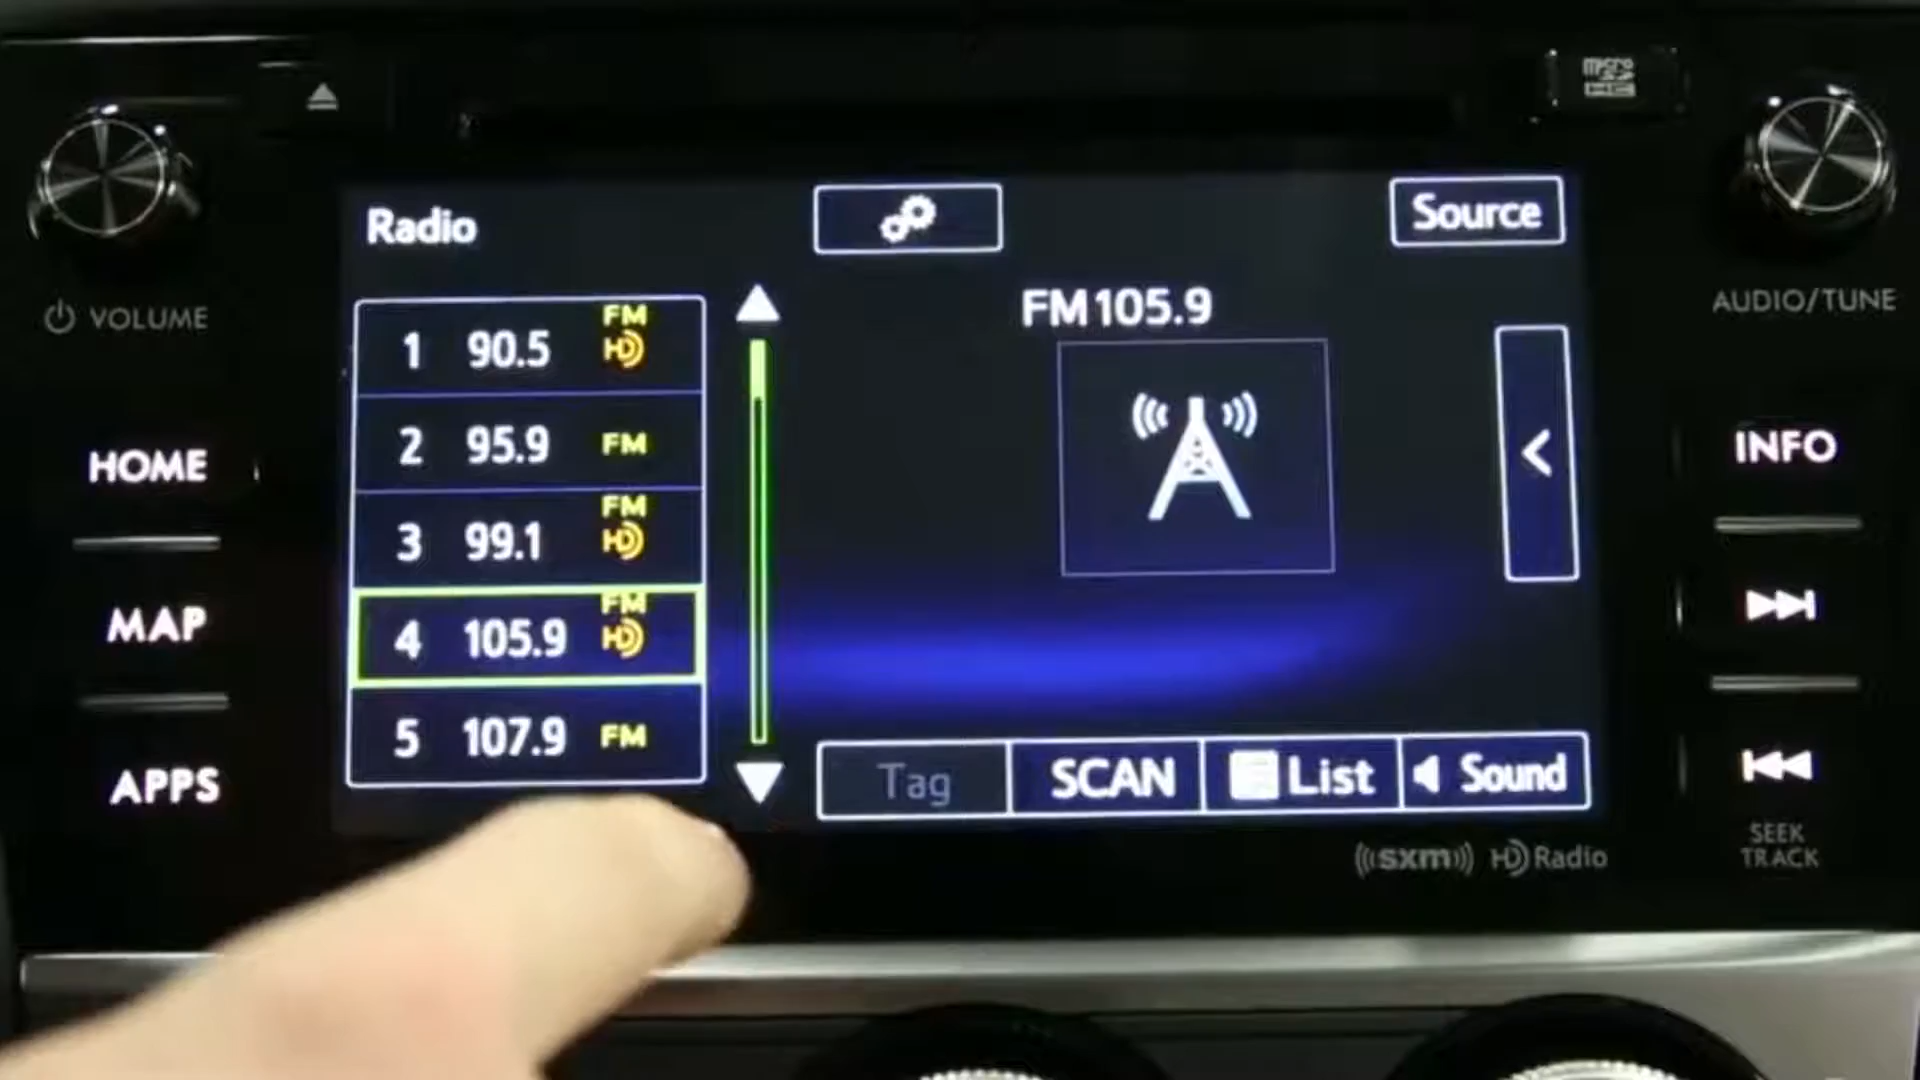 micro
SD
HC
Radio
Source
VOLUME
AUDIO/TUNE
FM105.9
1 90.5 FM HD
2 95.9 FM
3 99.1 FM HD
4 105.9 FM HD
5 107.9 FM
HOME
MAP
APPS
INFO
Tag
SCAN
List
Sound
SEEK
TRACK
((sxm)) HD Radio